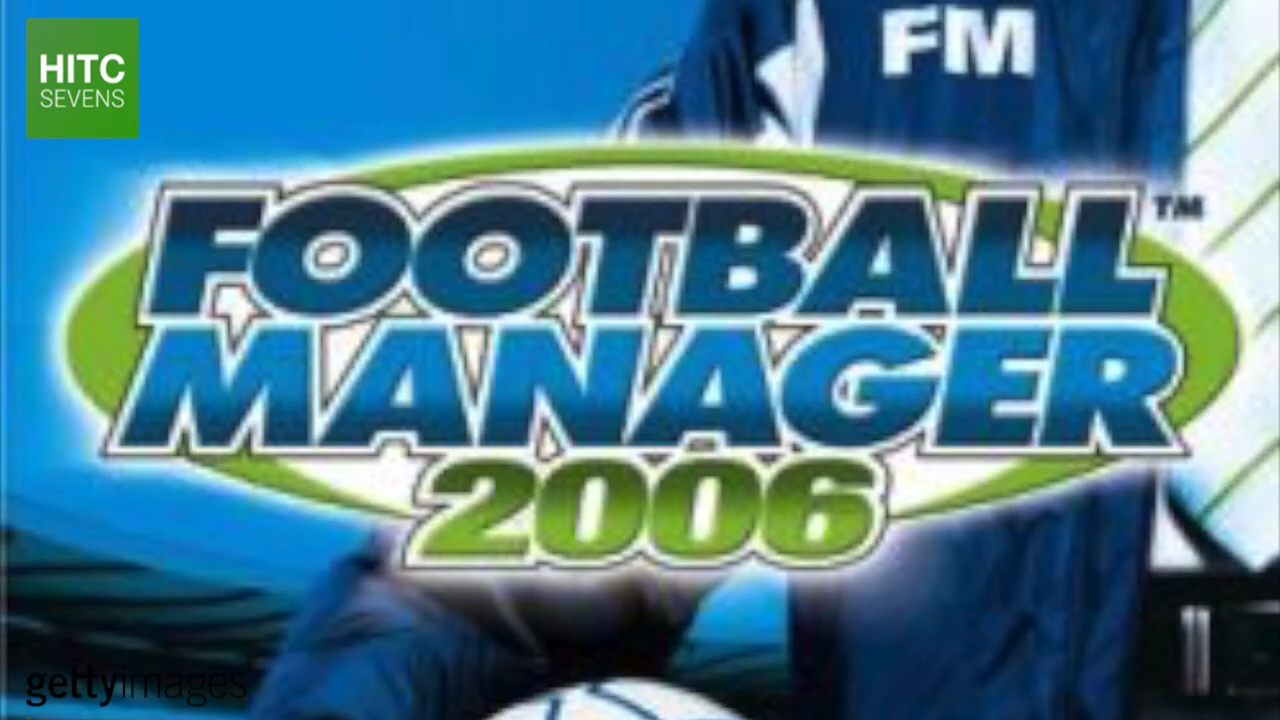 HITC
SEVENS
FM
FOOTBALL™
MANAGER
2006
gettyimages